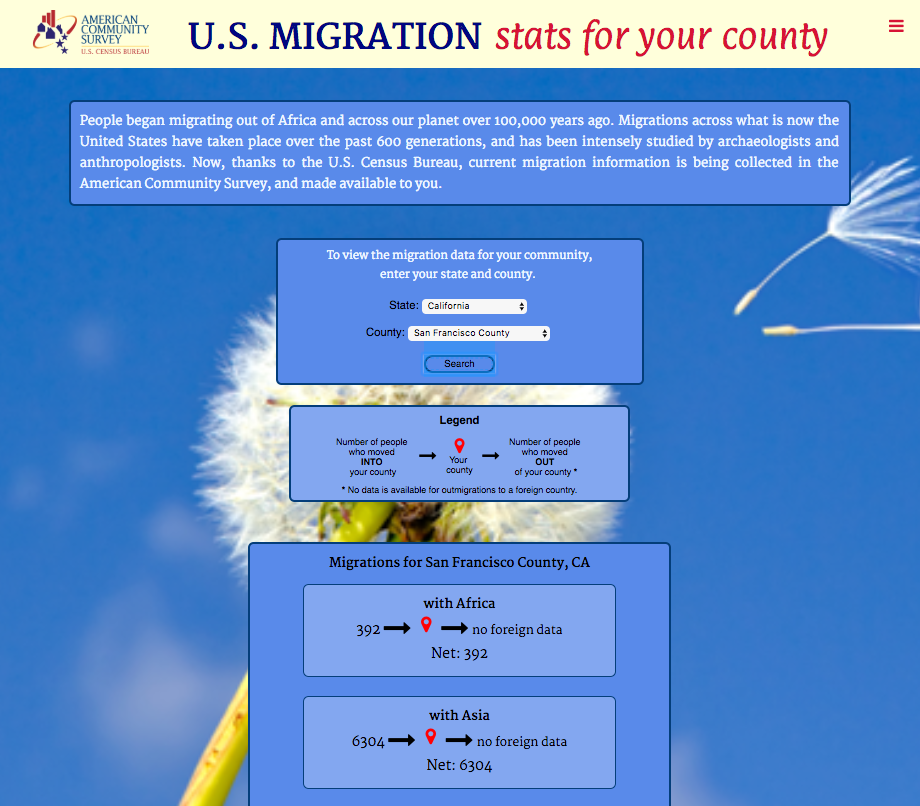 AMERICAN
COMMUNITY
SURVEY
U.S. CENSUS BUREAU
U.S. MIGRATION stats for your county
People began migrating out of Africa and across our planet over 100,000 years ago. Migrations across what is now the
United States have taken place over the past 600 generations, and has been intensely studied by archaeologists and
anthropologists. Now, thanks to the U.S. Census Bureau, current migration information is being collected in the
American Community Survey, and made available to you.
To view the migration data for your community,
enter your state and county.
State: California
County: San Francisco County
Search
Legend
Number of people
who moved
INTO
your county
Your
county
Number of people
who moved
OUT
of your county *
* No data is available for outmigrations to a foreign country.
Migrations for San Francisco County, CA
with Africa
392 no foreign data
Net: 392
with Asia
6304 no foreign data
Net: 6304